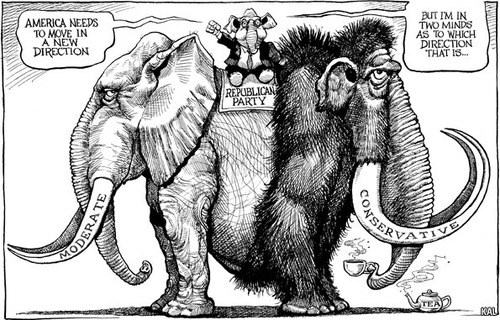 AMERICA NEEDS
TO MOVE IN
A NEW
DIRECTION
BUT I'M IN
TWO MINDS
AS TO WHICH
DIRECTION
THAT IS...
REPUBLICAN
PARTY
MODERATE
CONSERVATIVE
TEA
KAL